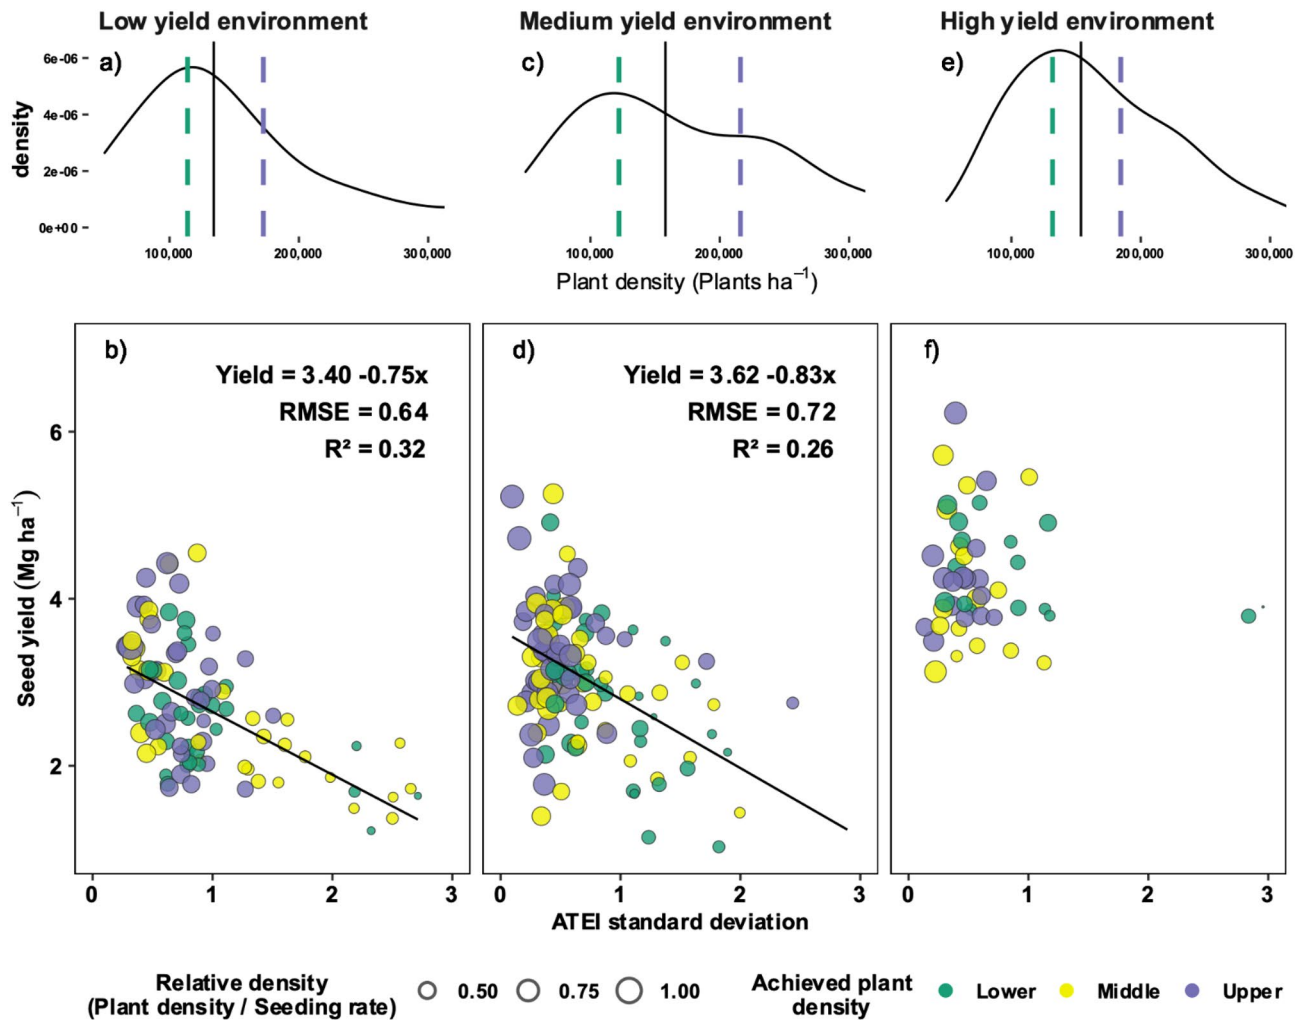 Low yield environment
Medium yield environment
High yield environment
a)
c)
e)
6e-06
4e-06
2e-06
0e+00
density
100,000 200,000 300,000
100,000 200,000 300,000
100,000 200,000 300,000
Plant density (Plants ha⁻¹)
b)
Yield = 3.40 -0.75x
RMSE = 0.64
R² = 0.32
d)
Yield = 3.62 -0.83x
RMSE = 0.72
R² = 0.26
f)
6
4
2
Seed yield (Mg ha⁻¹)
0 1 2 3
0 1 2 3
0 1 2 3
ATEI standard deviation
Relative density
(Plant density / Seeding rate)
0.50 0.75 1.00
Achieved plant
density
Lower Middle Upper